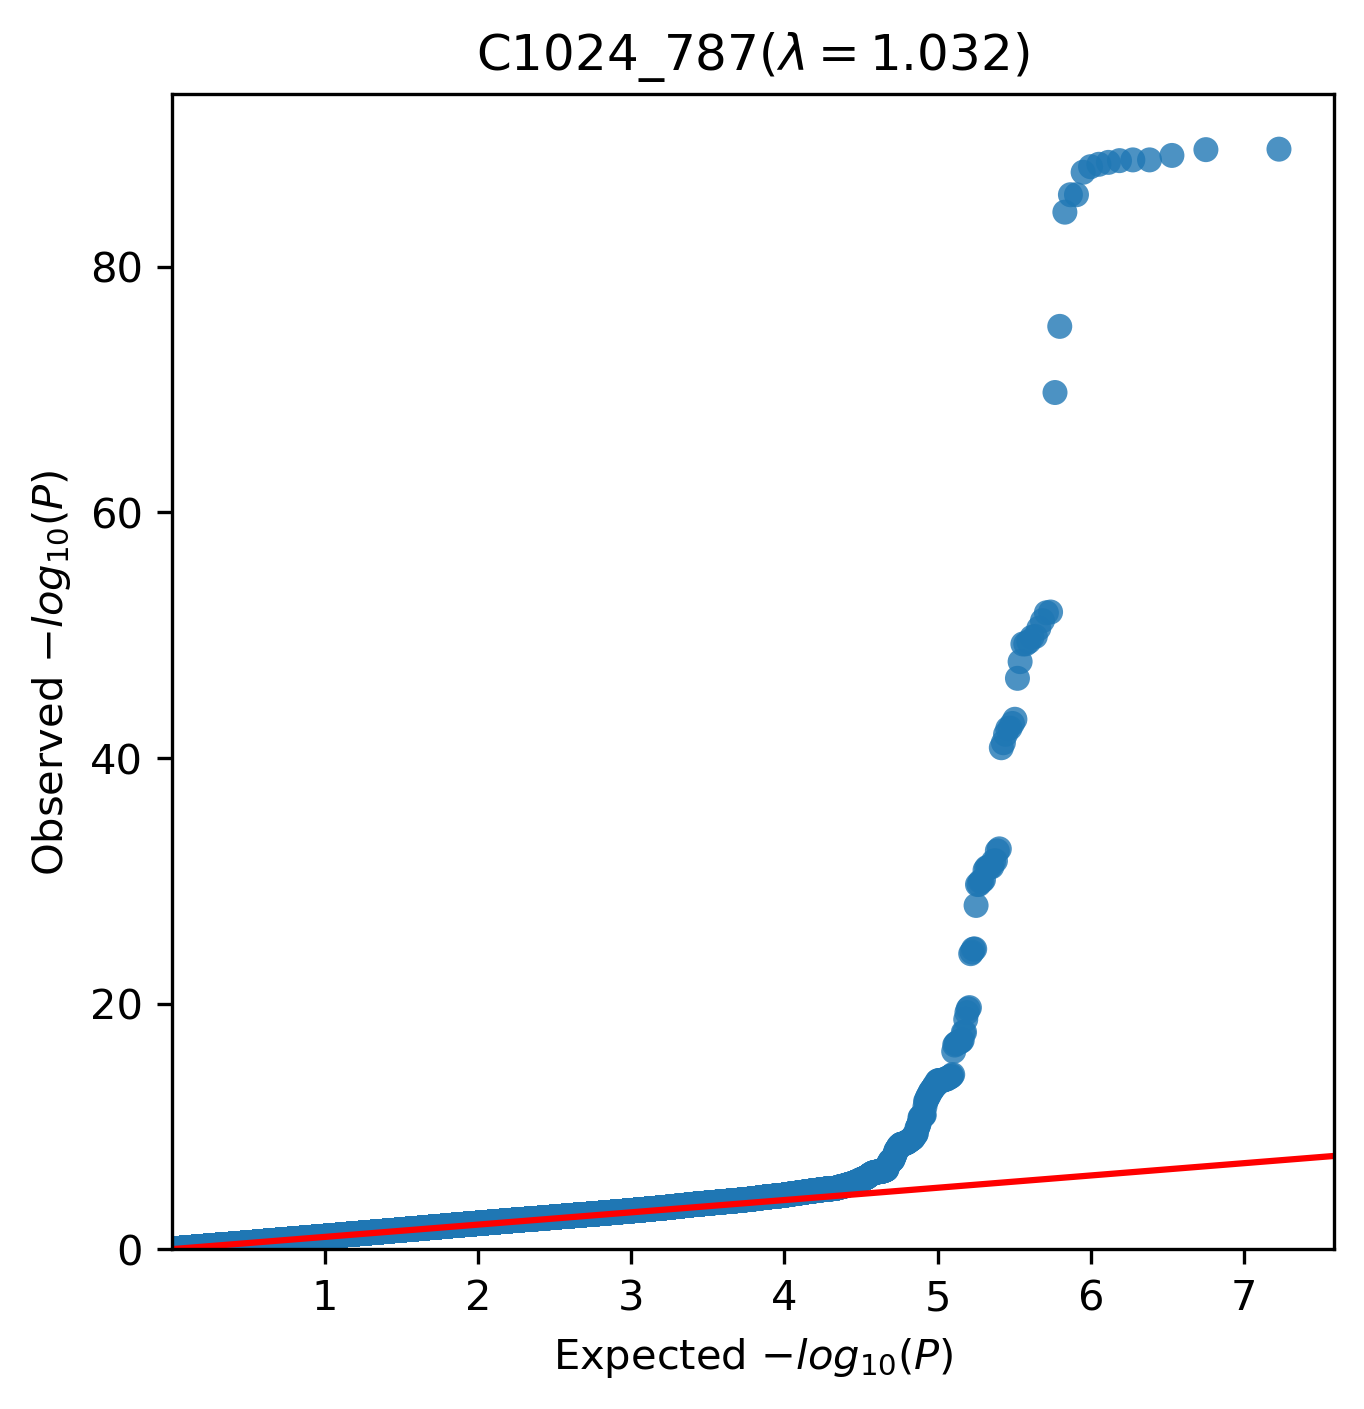 C1024_787(λ = 1.032)
Observed −log₁₀(P)
80
60
40
20
0
1 2 3 4 5 6 7
Expected −log₁₀(P)